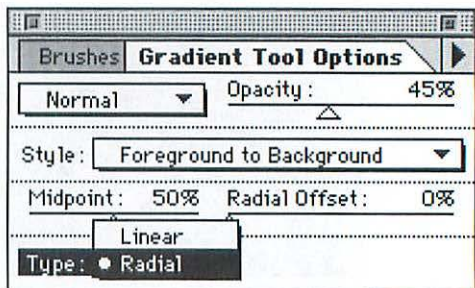 Brushes Gradient Tool Options
Normal Opacity: 45%
Style: Foreground to Background
Midpoint: 50% Radial Offset: 0%
Linear
Type: Radial